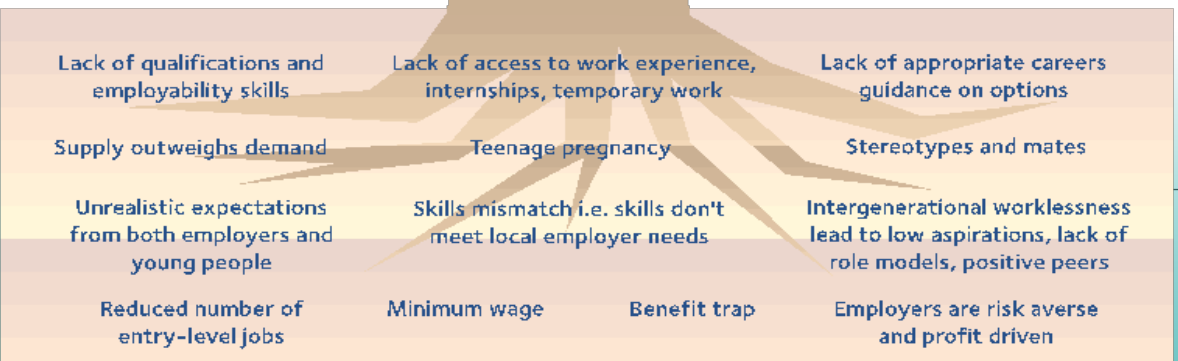 Lack of qualifications and
employability skills
Lack of access to work experience,
internships, temporary work
Lack of appropriate careers
guidance on options
Supply outweighs demand
Teenage pregnancy
Stereotypes and mates
Unrealistic expectations
from both employers and
young people
Skills mismatch i.e. skills don't
meet local employer needs
Intergenerational worklessness
lead to low aspirations, lack of
role models, positive peers
Reduced number of
entry-level jobs
Minimum wage
Benefit trap
Employers are risk averse
and profit driven